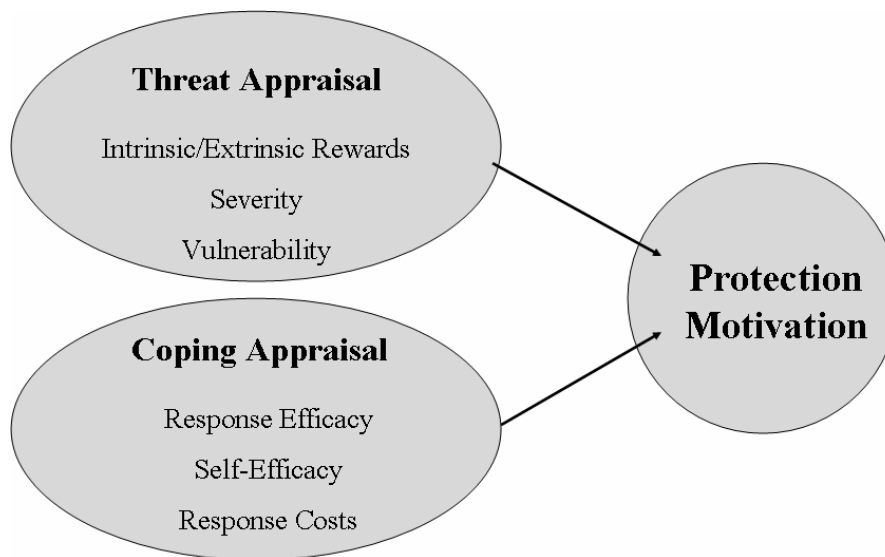 Threat Appraisal
Intrinsic/Extrinsic Rewards
Severity
Vulnerability
Coping Appraisal
Response Efficacy
Self-Efficacy
Response Costs
Protection
Motivation